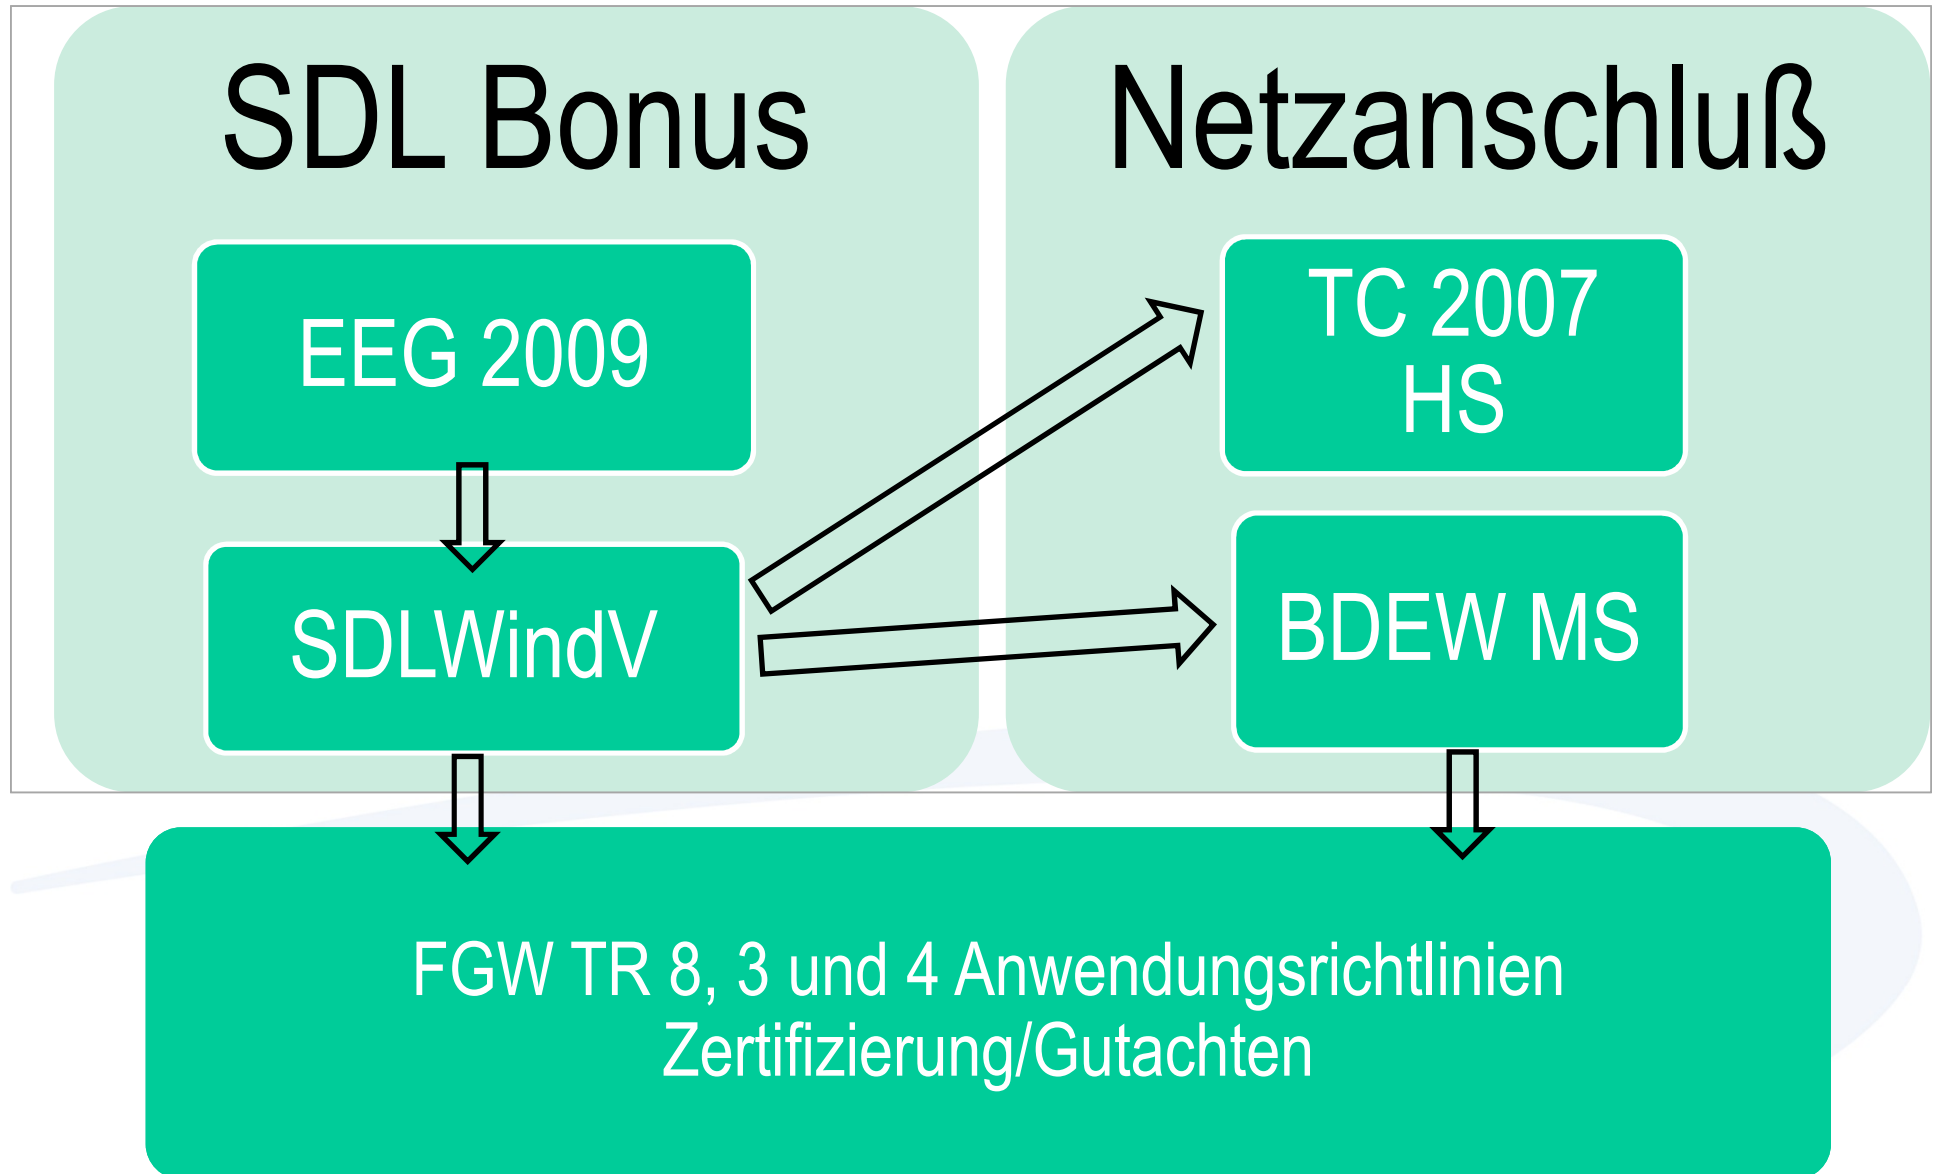 SDL Bonus
EEG 2009
SDLWindV
Netzanschluß
TC 2007
HS
BDEW MS
FGW TR 8, 3 und 4 Anwendungsrichtlinien
Zertifizierung/Gutachten